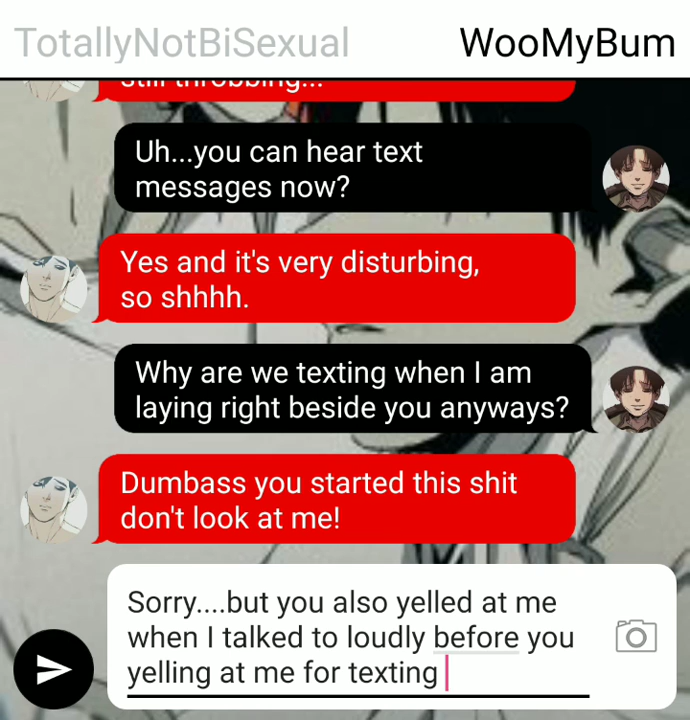 TotallyNotBiSexual WooMyBum
still throbbing...
Uh...you can hear text
messages now?
Yes and it's very disturbing,
so shhhh.
Why are we texting when I am
laying right beside you anyways?
Dumbass you started this shit
don't look at me!
Sorry....but you also yelled at me
when I talked to loudly before you
yelling at me for texting